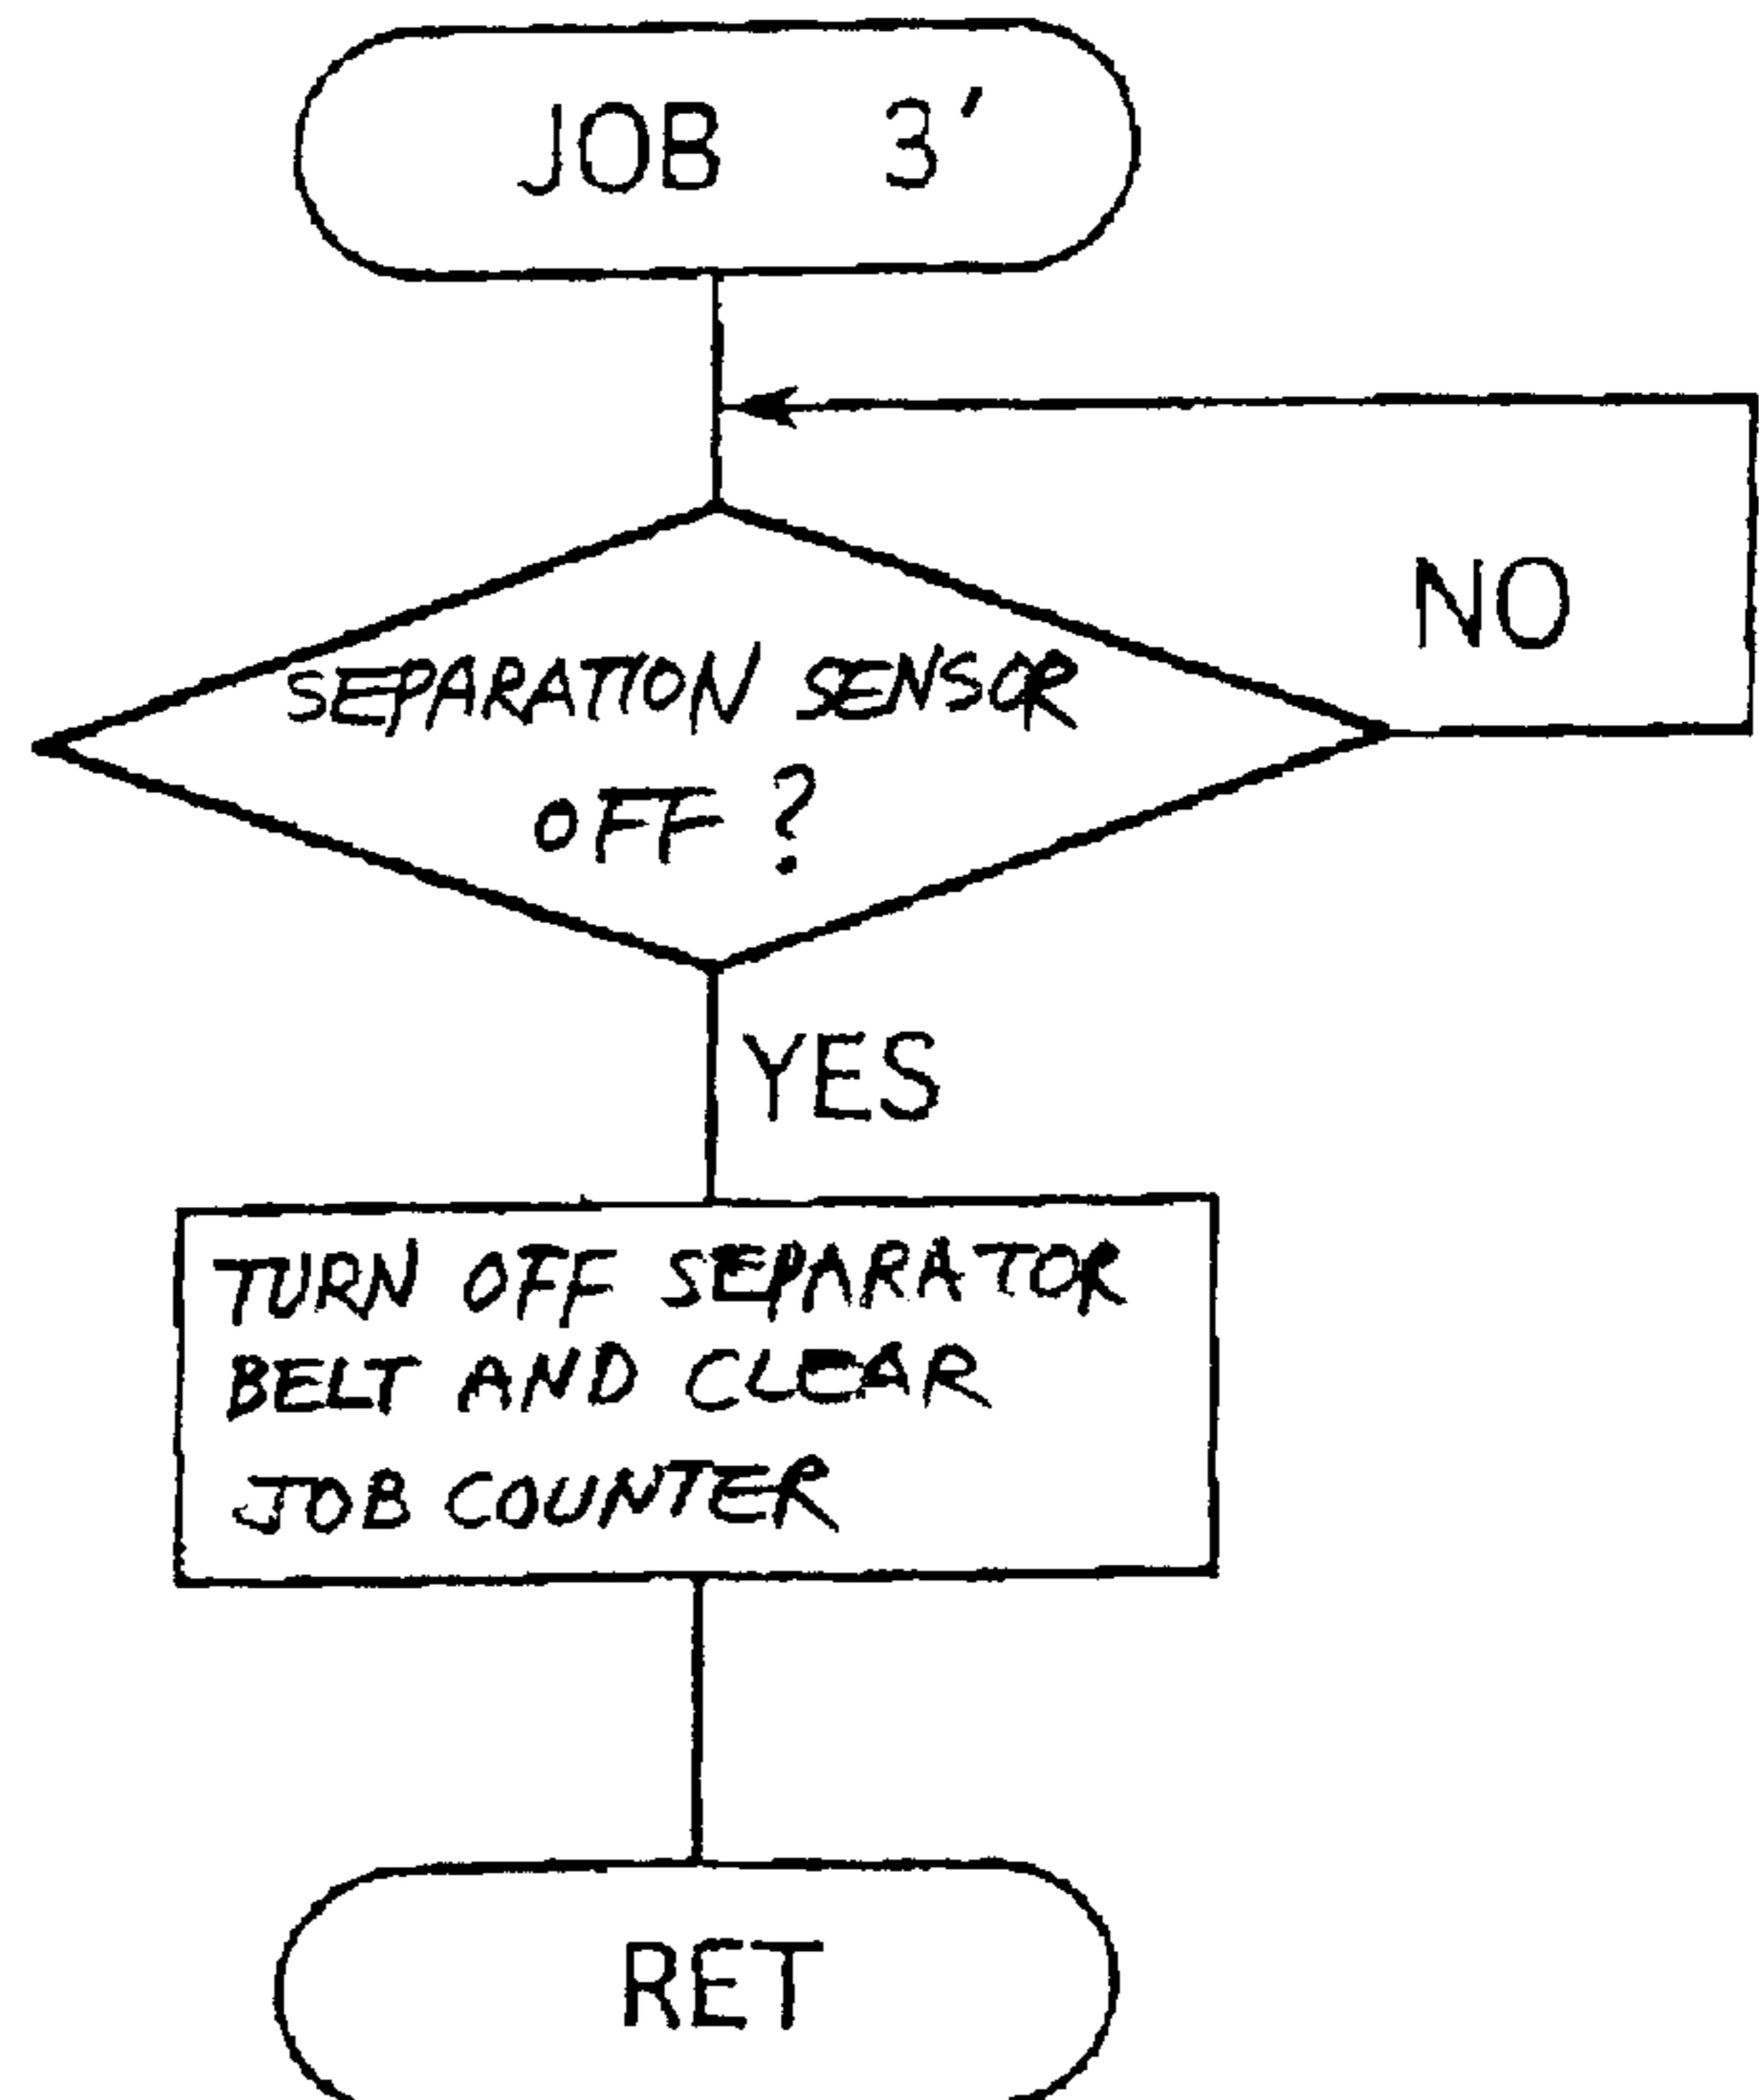 JOB 3'
NO
SEPARATION SENSOR
OFF ?
YES
TURN OFF SEPARATOR
BELT AND CLEAR
JOB COUNTER
RET